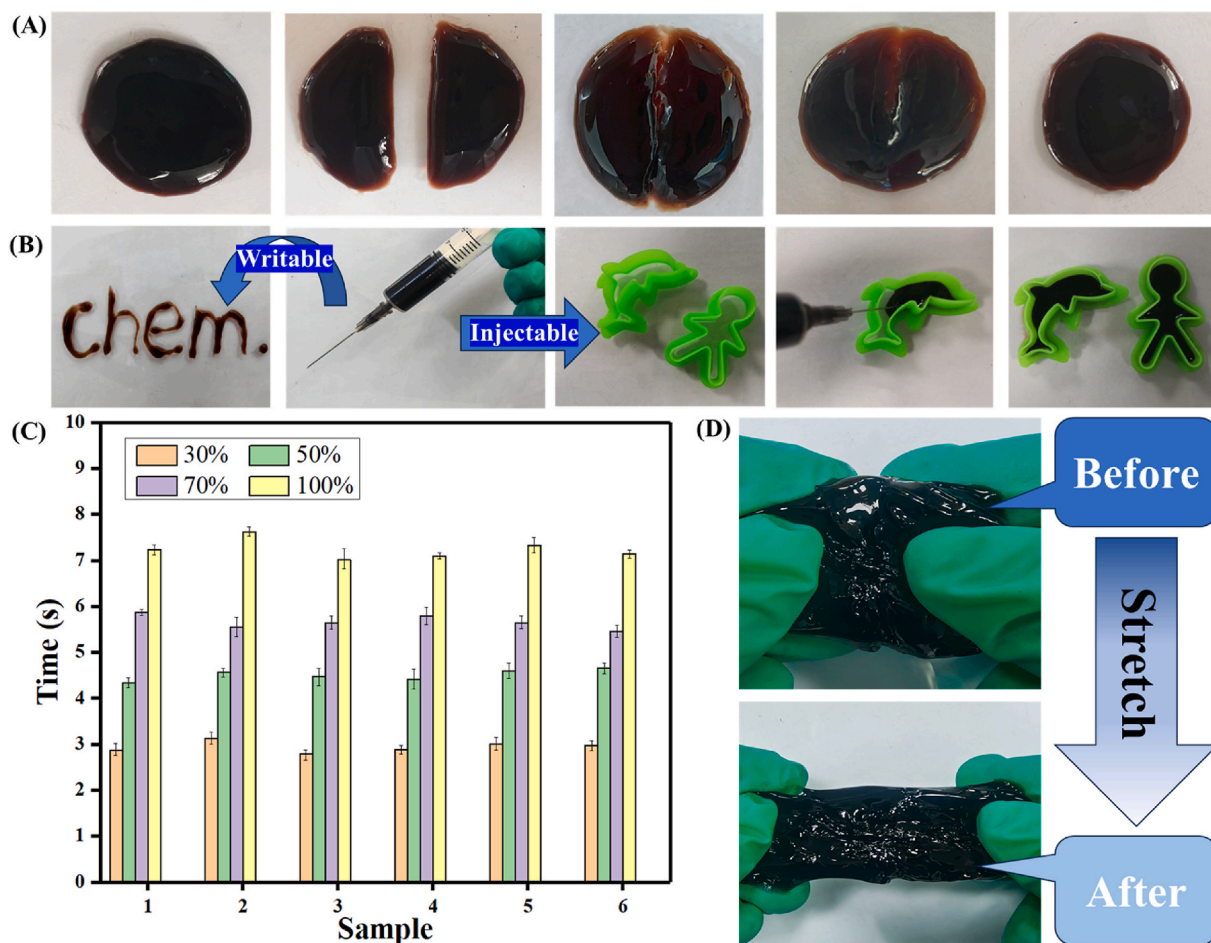 (A)
(B)
Writable
chem.
Injectable
(C)
10
9
8
7
6
5
4
3
2
1
0
Time (s)
30%
50%
70%
100%
1
2
3
4
5
6
Sample
(D)
Before
Stretch
After